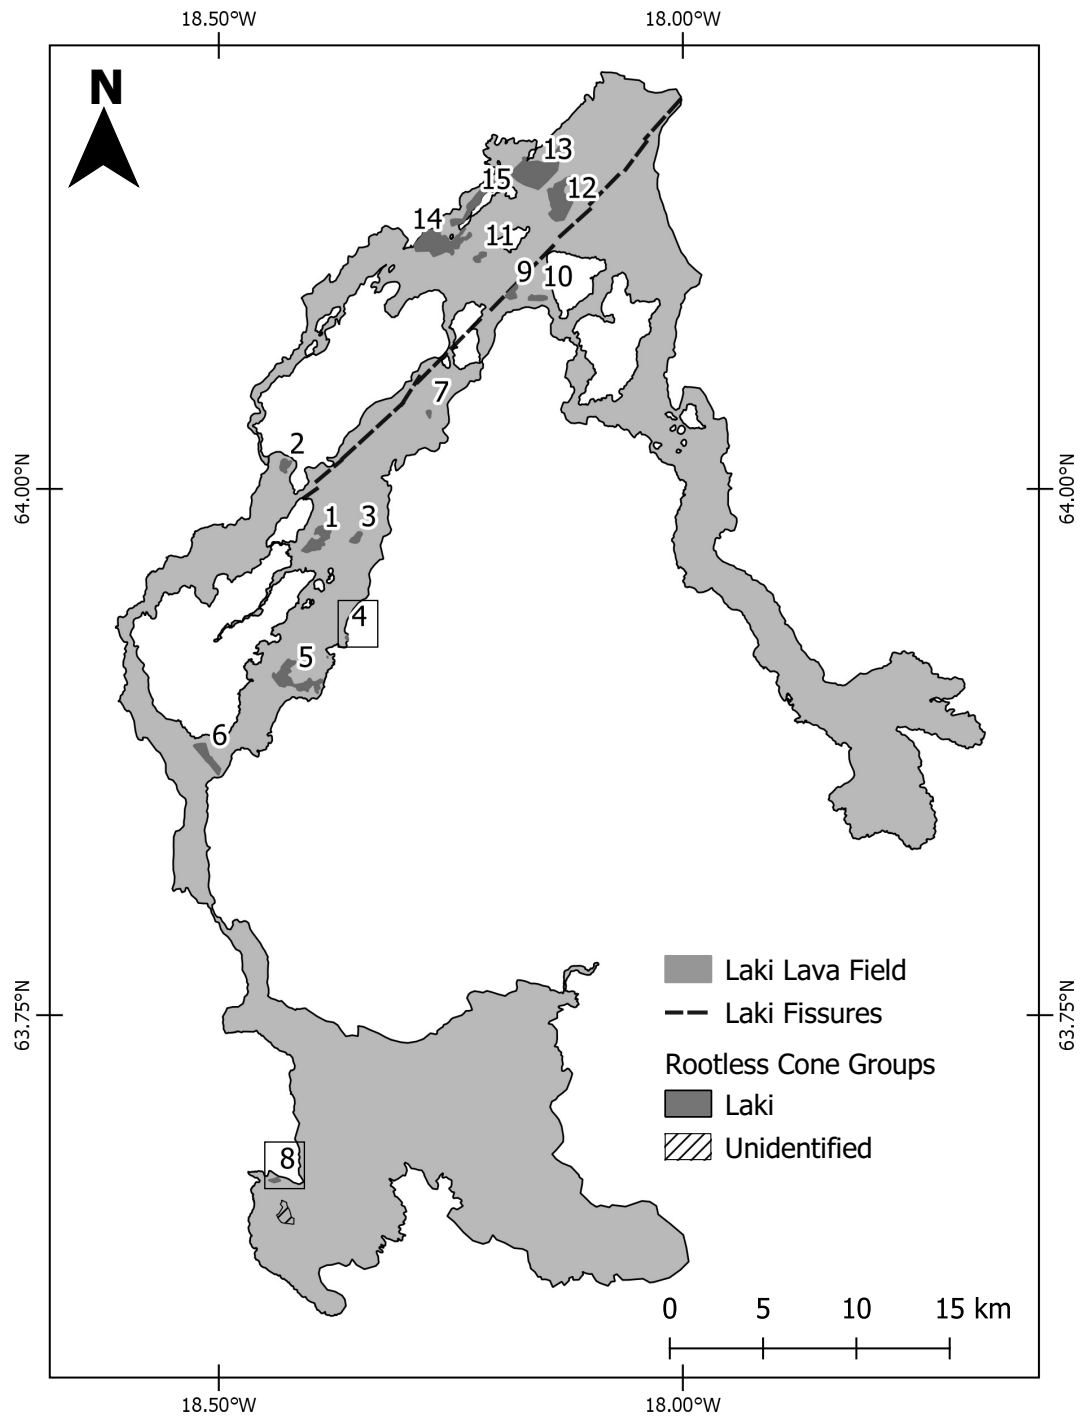 18.50°W 18.00°W
N
13
15 12
14
11
9 10
7
2
64.00°N 64.00°N
1 3
4
5
6
Laki Lava Field
Laki Fissures
63.75°N 63.75°N
Rootless Cone Groups
Laki
Unidentified
8
0 5 10 15 km
18.50°W 18.00°W